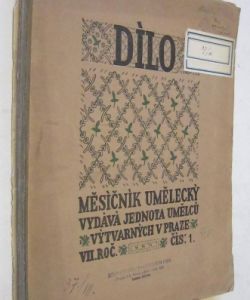 DÍLO
MĚSÍČNÍK UMĚLECKÝ
VYDÁVÁ JEDNOTA UMĚLCŮ
VÝTVARNÝCH V PRAZE
VII. ROČ. ČÍS. 1.